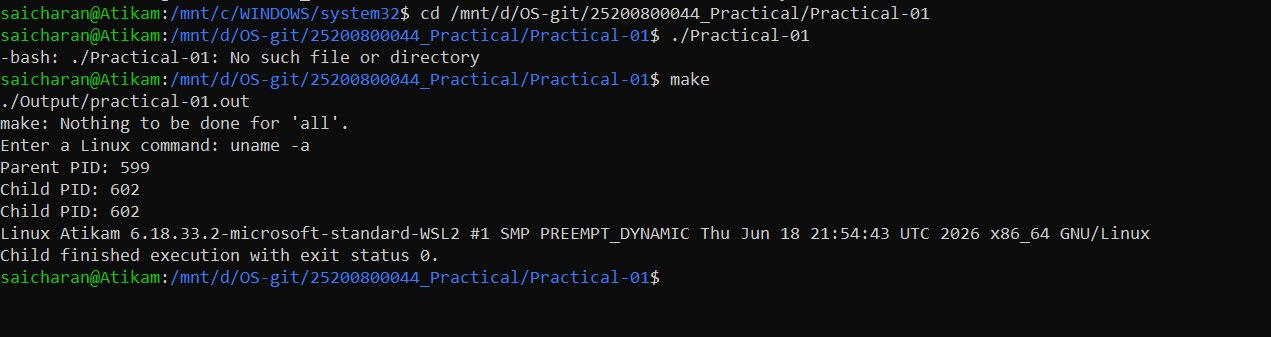 saicharan@Atikam:/mnt/c/WINDOWS/system32$ cd /mnt/d/OS-git/25200800044_Practical/Practical-01
saicharan@Atikam:/mnt/d/OS-git/25200800044_Practical/Practical-01$ ./Practical-01
-bash: ./Practical-01: No such file or directory
saicharan@Atikam:/mnt/d/OS-git/25200800044_Practical/Practical-01$ make
./Output/practical-01.out
make: Nothing to be done for 'all'.
Enter a Linux command: uname -a
Parent PID: 599
Child PID: 602
Child PID: 602
Linux Atikam 6.18.33.2-microsoft-standard-WSL2 #1 SMP PREEMPT_DYNAMIC Thu Jun 18 21:54:43 UTC 2026 x86_64 GNU/Linux
Child finished execution with exit status 0.
saicharan@Atikam:/mnt/d/OS-git/25200800044_Practical/Practical-01$